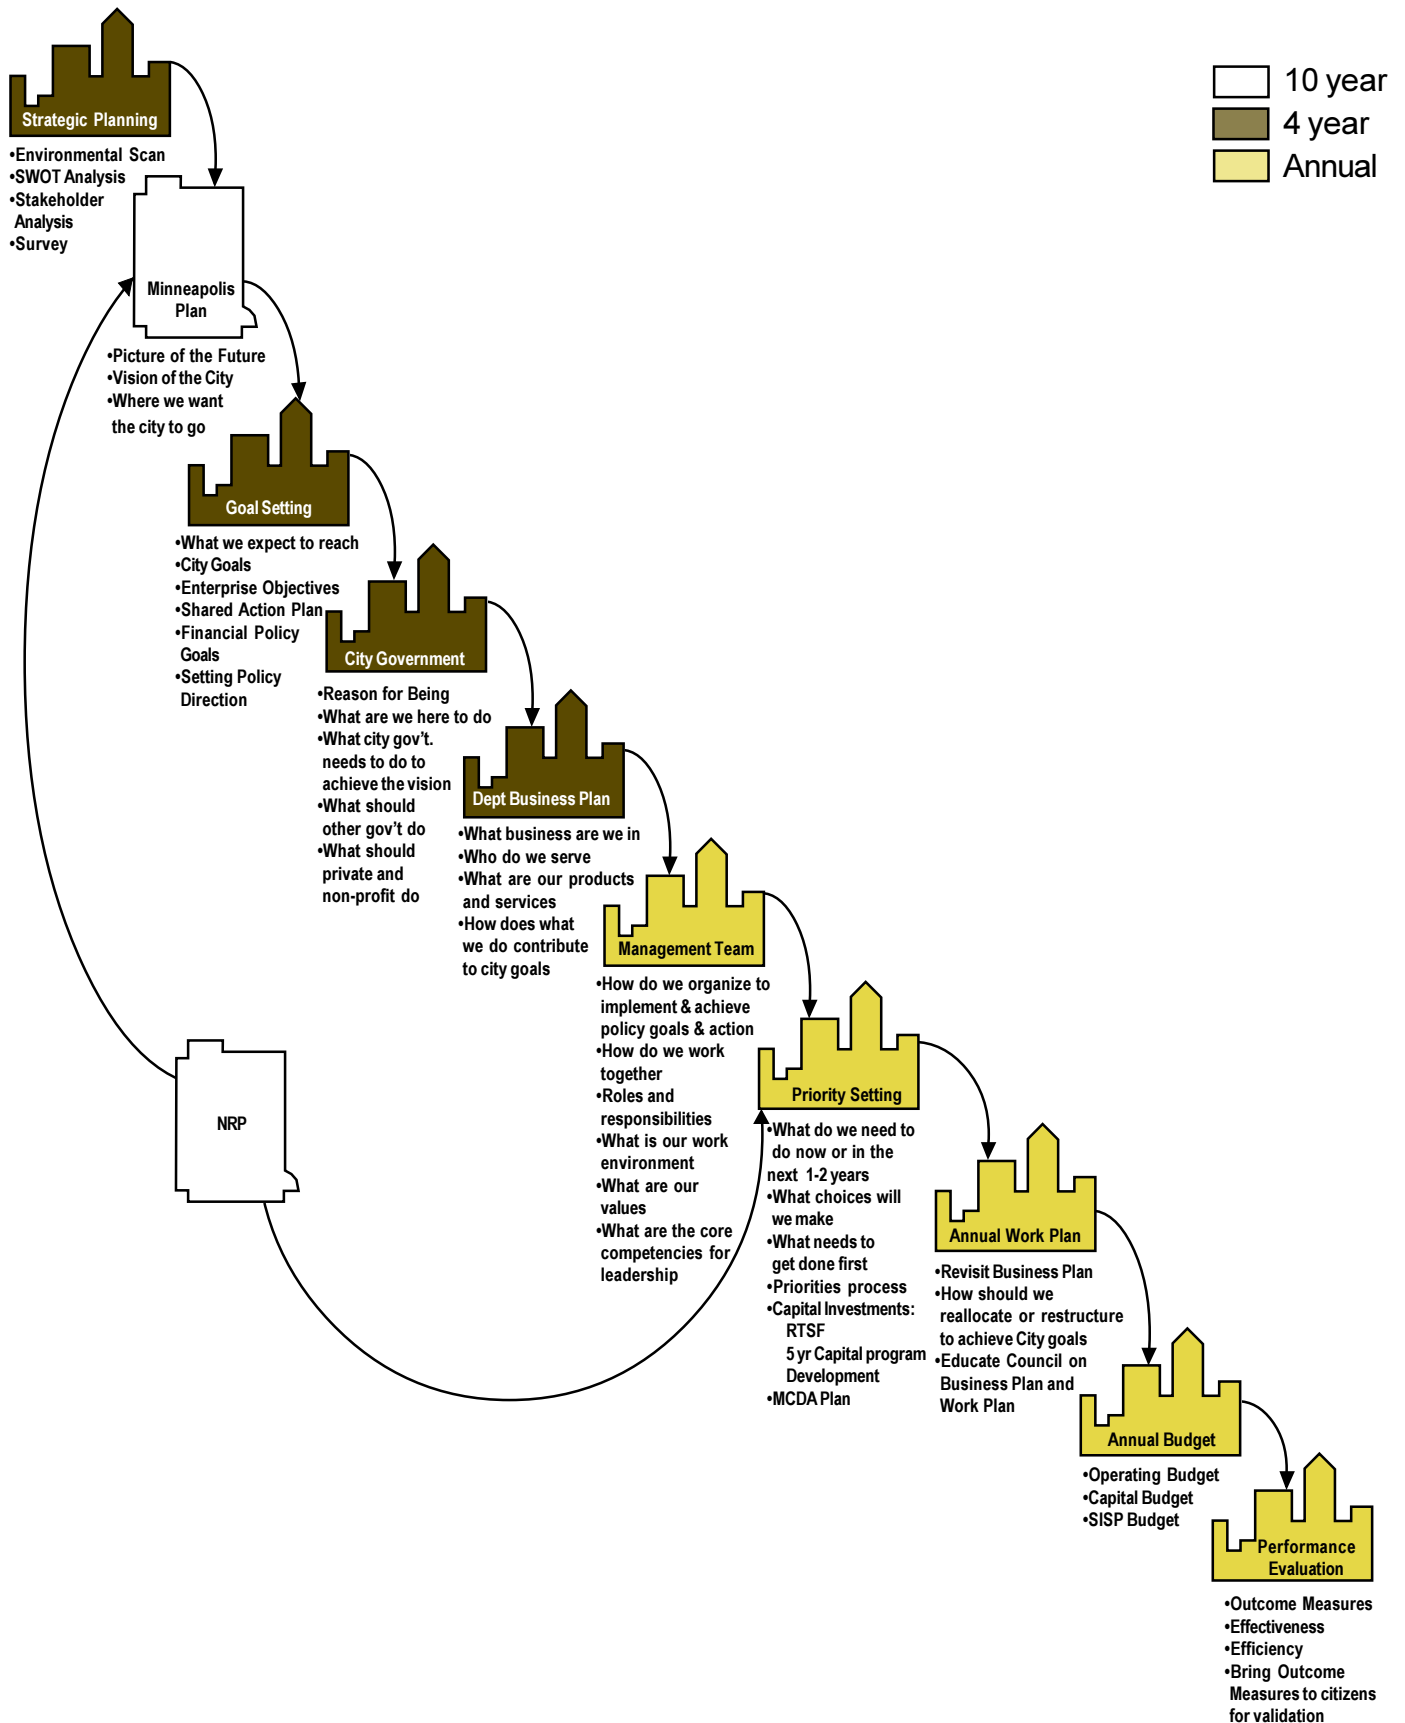 10 year
4 year
Annual
Strategic Planning
•Environmental Scan
•SWOT Analysis
•Stakeholder
Analysis
•Survey
Minneapolis
Plan
•Picture of the Future
•Vision of the City
•Where we want
the city to go
Goal Setting
•What we expect to reach
•City Goals
•Enterprise Objectives
•Shared Action Plan
•Financial Policy
Goals
•Setting Policy
Direction
City Government
•Reason for Being
•What are we here to do
•What city gov't.
needs to do to
achieve the vision
•What should
other gov't do
•What should
private and
non-profit do
Dept Business Plan
•What business are we in
•Who do we serve
•What are our products
and services
•How does what
we do contribute
to city goals
Management Team
•How do we organize to
implement & achieve
policy goals & action
•How do we work
together
•Roles and
responsibilities
•What is our work
environment
•What are our
values
•What are the core
competencies for
leadership
NRP
Priority Setting
•What do we need to
do now or in the
next 1-2 years
•What choices will
we make
•What needs to
get done first
•Priorities process
•Capital Investments:
RTSF
5 yr Capital program
Development
•MCDA Plan
Annual Work Plan
•Revisit Business Plan
•How should we
reallocate or restructure
to achieve City goals
•Educate Council on
Business Plan and
Work Plan
Annual Budget
•Operating Budget
•Capital Budget
•SISP Budget
Performance
Evaluation
•Outcome Measures
•Effectiveness
•Efficiency
•Bring Outcome
Measures to citizens
for validation